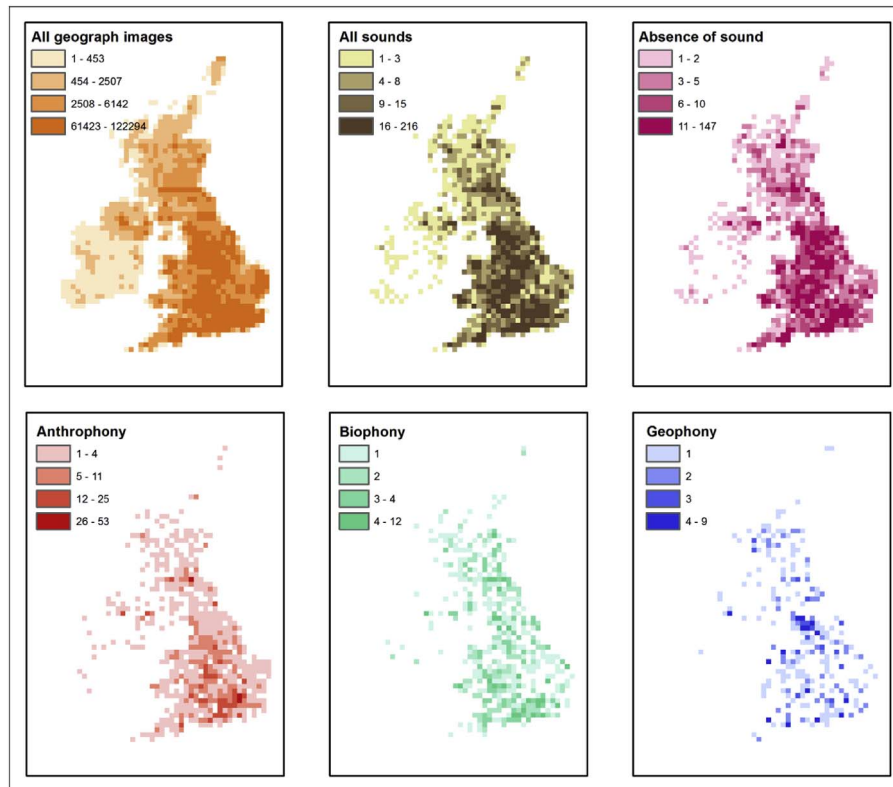 All geograph images
1 - 453
454 - 2507
2508 - 6142
61423 - 122294
All sounds
1 - 3
4 - 8
9 - 15
16 - 216
Absence of sound
1 - 2
3 - 5
6 - 10
11 - 147
Anthrophony
1 - 4
5 - 11
12 - 25
26 - 53
Biophony
1
2
3 - 4
4 - 12
Geophony
1
2
3
4 - 9